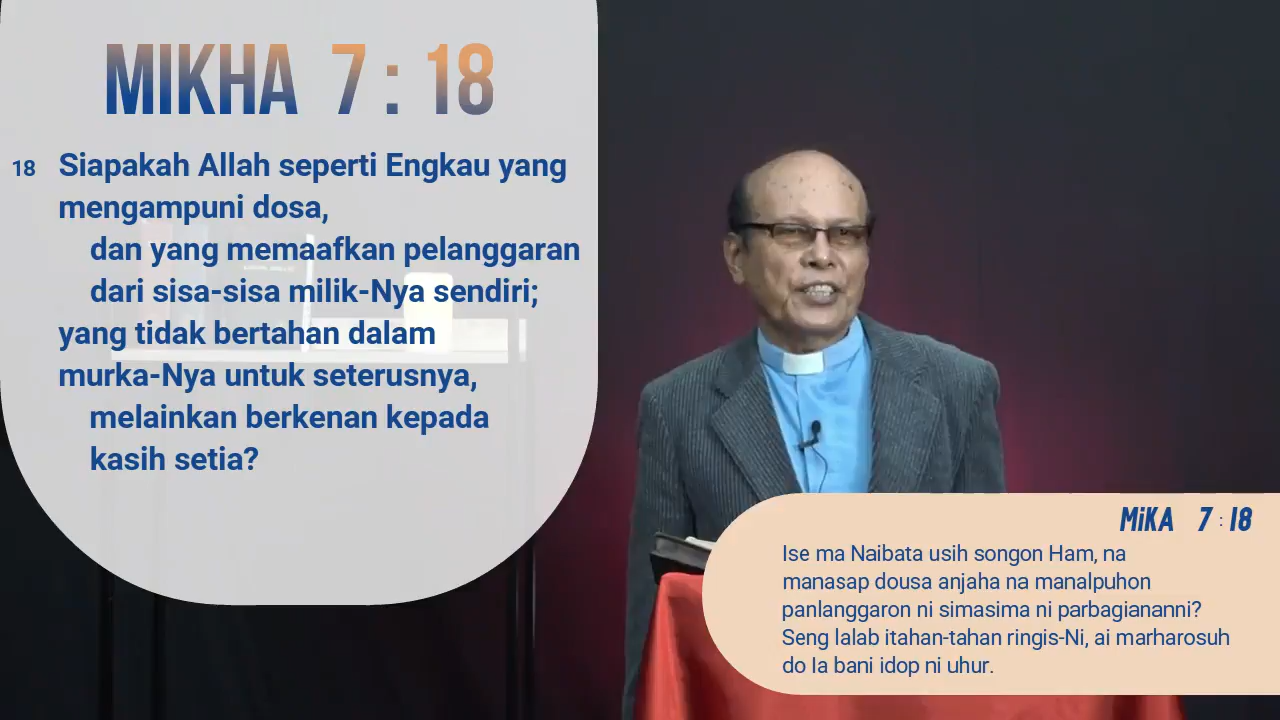 MIKHA 7 : 18
18 Siapakah Allah seperti Engkau yang
mengampuni dosa,
dan yang memaafkan pelanggaran
dari sisa-sisa milik-Nya sendiri;
yang tidak bertahan dalam
murka-Nya untuk seterusnya,
melainkan berkenan kepada
kasih setia?
MiKA 7 : 18
Ise ma Naibata usih songon Ham, na
manasap dousa anjaha na manalpuhon
panlanggaron ni simasima ni parbagiananni?
Seng lalab itahan-tahan ringis-Ni, ai marharosuh
do Ia bani idop ni uhur.